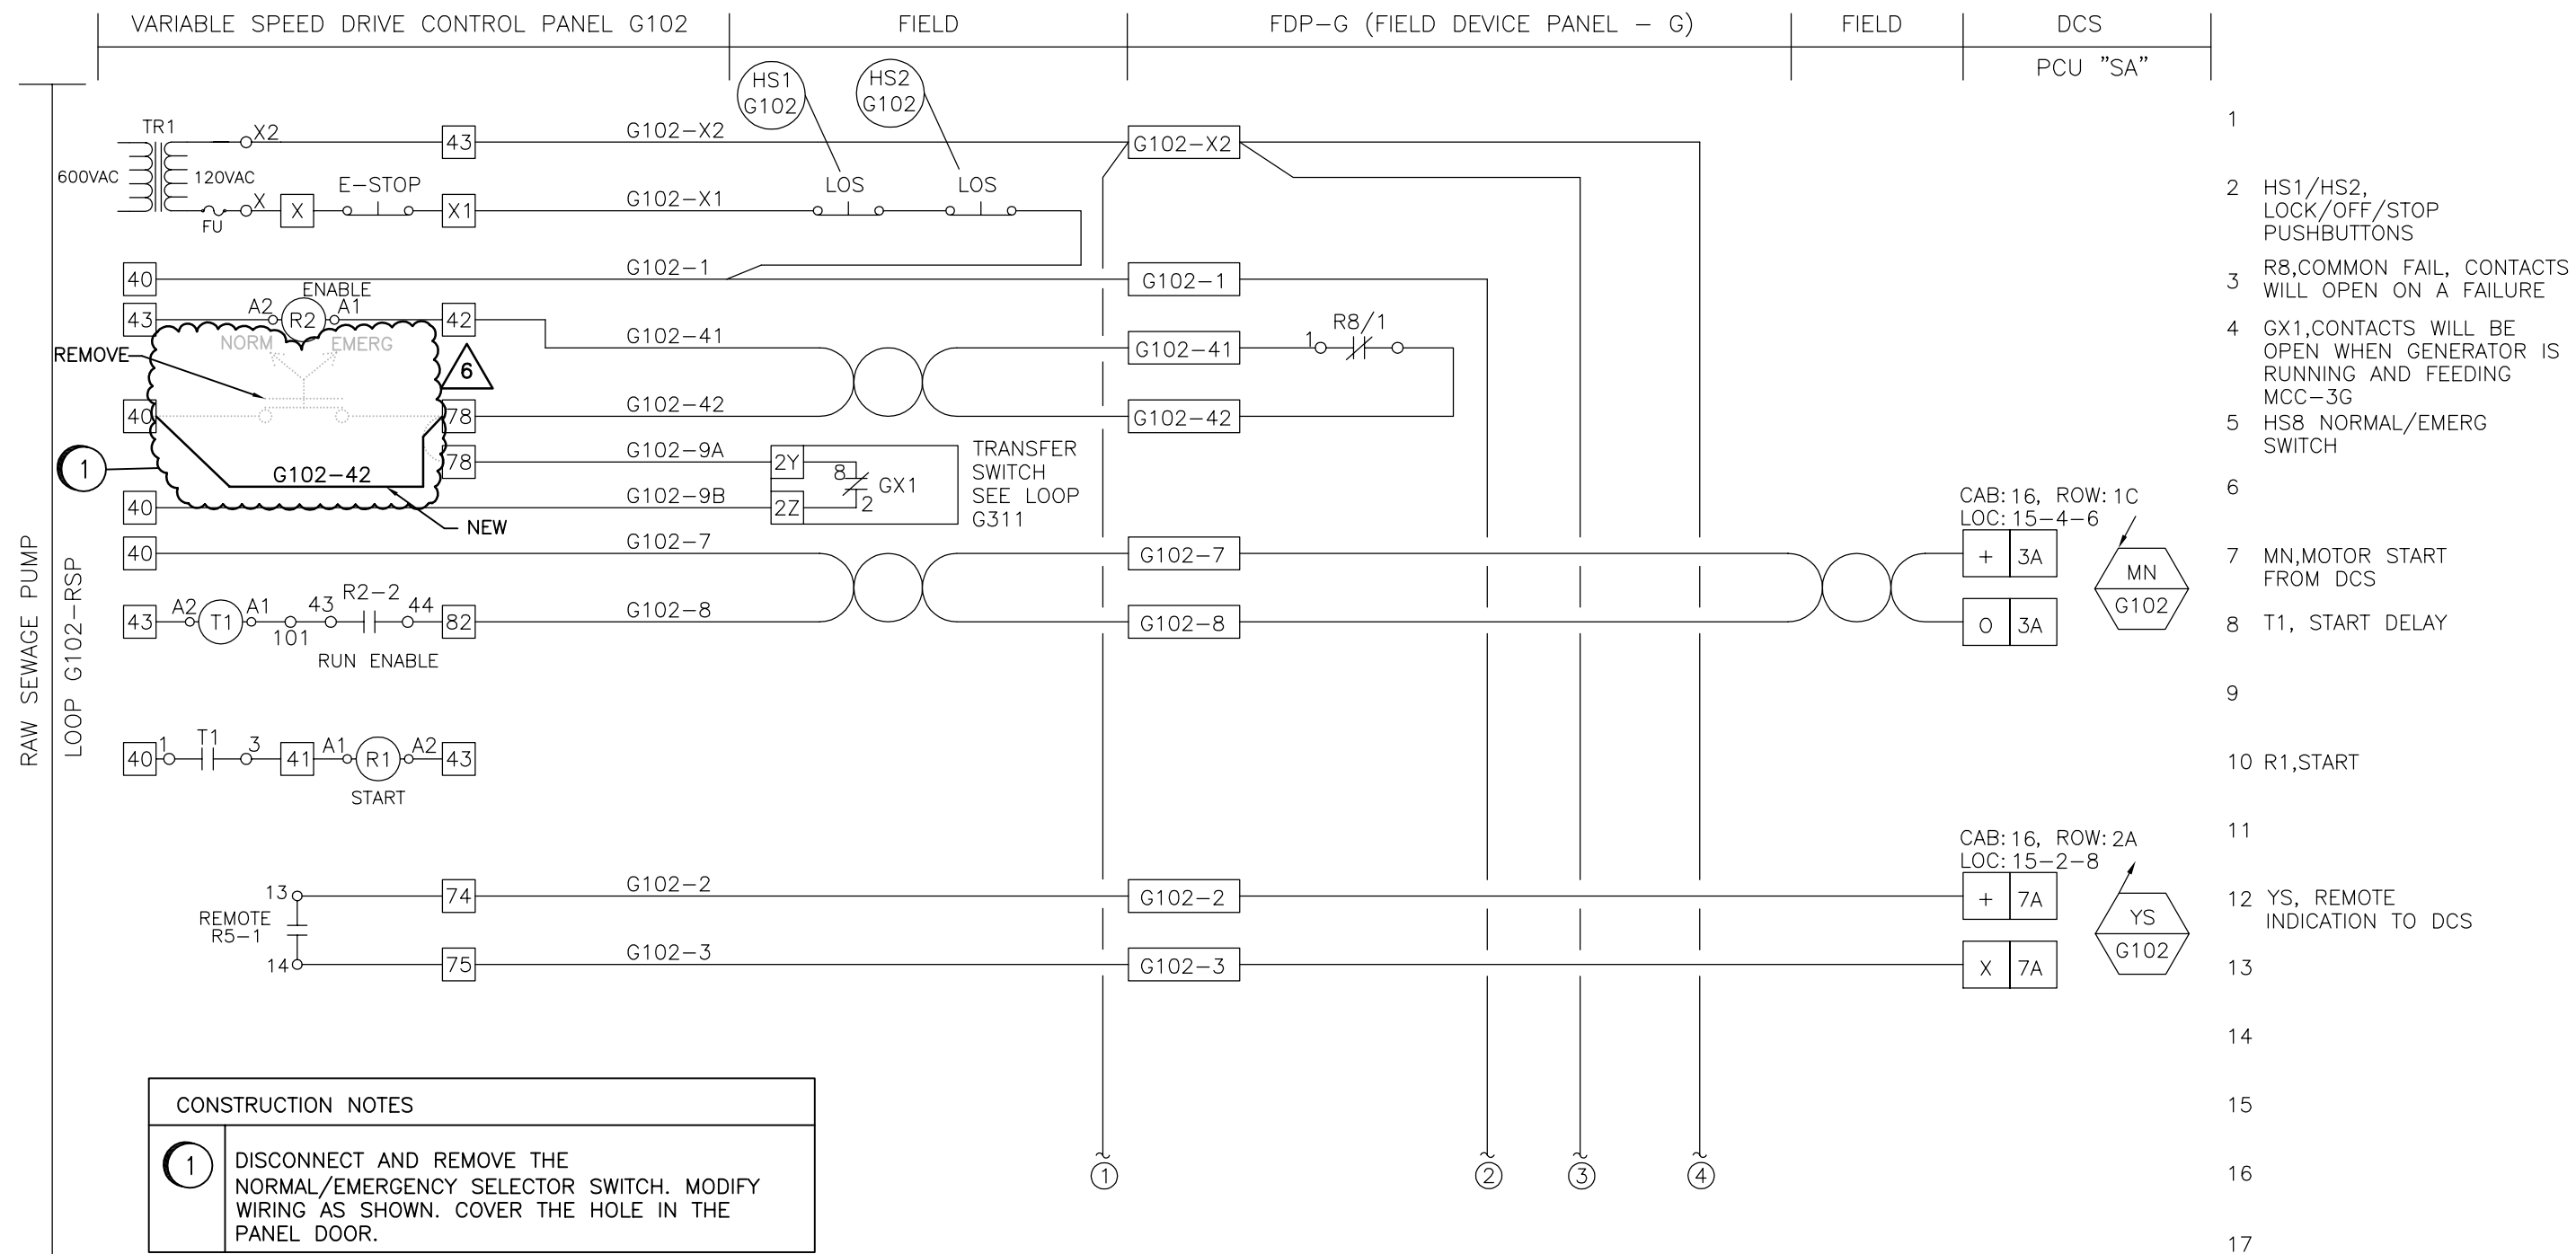 VARIABLE SPEED DRIVE CONTROL PANEL G102
FIELD
FDP-G (FIELD DEVICE PANEL - G)
FIELD
DCS
PCU "SA"
HS1
G102
HS2
G102
1
TR1
X2
43
G102-X2
G102-X2
600VAC
120VAC
E-STOP
LOS
LOS
FU
X
X
X1
G102-X1
2 HS1/HS2,
LOCK/OFF/STOP
PUSHBUTTONS
40
G102-1
G102-1
3 R8,COMMON FAIL, CONTACTS
WILL OPEN ON A FAILURE
ENABLE
43
A2
R2
A1
42
G102-41
G102-41
1
R8/1
4 GX1,CONTACTS WILL BE
OPEN WHEN GENERATOR IS
RUNNING AND FEEDING
MCC-3G
NORM
EMERG
REMOVE
6
40
78
G102-42
G102-42
5 HS8 NORMAL/EMERG
SWITCH
1
G102-42
78
G102-9A
2Y
8
GX1
2
TRANSFER
SWITCH
SEE LOOP
G311
40
G102-9B
2Z
NEW
6
CAB:16, ROW:1C
LOC:15-4-6
40
G102-7
G102-7
+ 3A
MN
G102
7 MN,MOTOR START
FROM DCS
43
A2
T1
A1
101
43
R2-2
44
82
G102-8
G102-8
O 3A
8 T1, START DELAY
RUN ENABLE
RAW SEWAGE PUMP
LOOP G102-RSP
9
40
1
T1
3
41
A1
R1
A2
43
START
10 R1,START
11
CAB:16, ROW:2A
LOC:15-2-8
13
74
G102-2
G102-2
+ 7A
YS
G102
12 YS, REMOTE
INDICATION TO DCS
REMOTE
R5-1
14
75
G102-3
G102-3
X 7A
13
14
CONSTRUCTION NOTES
15
1
DISCONNECT AND REMOVE THE
NORMAL/EMERGENCY SELECTOR SWITCH. MODIFY
WIRING AS SHOWN. COVER THE HOLE IN THE
PANEL DOOR.
1
2
3
4
16
17